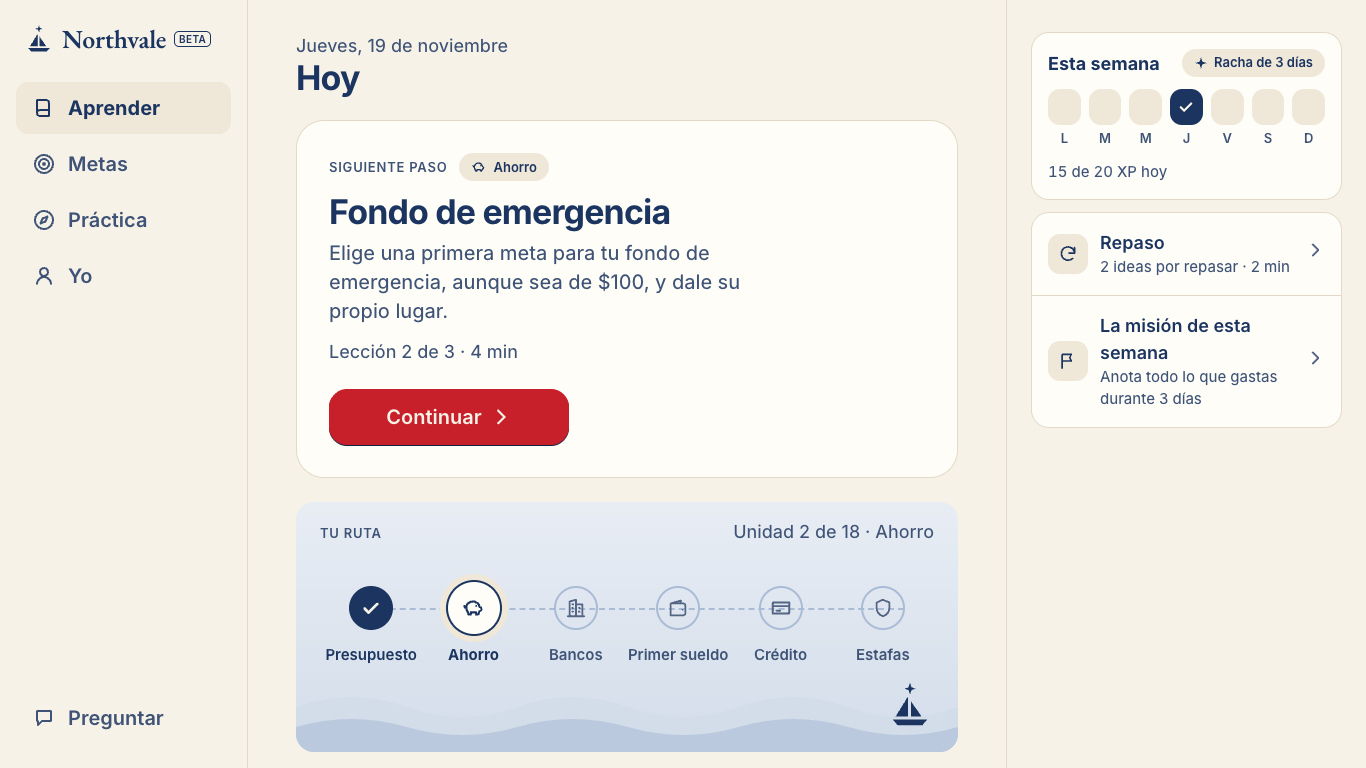 Northvale BETA
Aprender
Metas
Práctica
Yo
Preguntar
Jueves, 19 de noviembre
Hoy
SIGUIENTE PASO Ahorro
Fondo de emergencia
Elige una primera meta para tu fondo de
emergencia, aunque sea de $100, y dale su
propio lugar.
Lección 2 de 3 · 4 min
Continuar
TU RUTA Unidad 2 de 18 · Ahorro
Presupuesto Ahorro Bancos Primer sueldo Crédito Estafas
Esta semana Racha de 3 días
L M M J V S D
15 de 20 XP hoy
Repaso
2 ideas por repasar · 2 min
La misión de esta
semana
Anota todo lo que gastas
durante 3 días